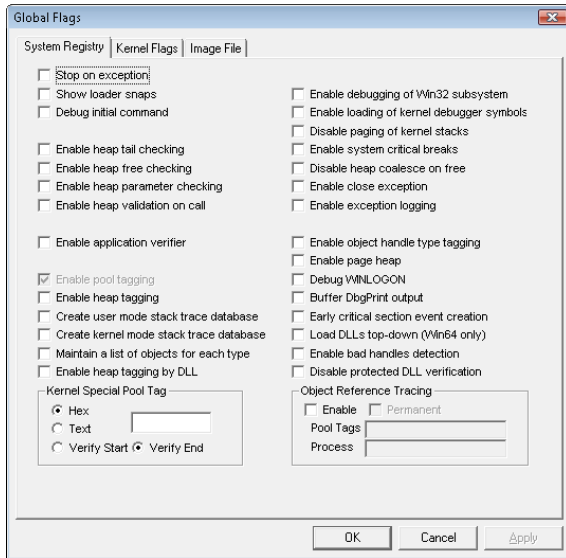 Global Flags
System Registry Kernel Flags Image File
Stop on exception
Show loader snaps
Debug initial command
Enable heap tail checking
Enable heap free checking
Enable heap parameter checking
Enable heap validation on call
Enable application verifier
Enable pool tagging
Enable heap tagging
Create user mode stack trace database
Create kernel mode stack trace database
Maintain a list of objects for each type
Enable heap tagging by DLL
Enable debugging of Win32 subsystem
Enable loading of kernel debugger symbols
Disable paging of kernel stacks
Enable system critical breaks
Disable heap coalesce on free
Enable close exception
Enable exception logging
Enable object handle type tagging
Enable page heap
Debug WINLOGON
Buffer DbgPrint output
Early critical section event creation
Load DLLs top-down (Win64 only)
Enable bad handles detection
Disable protected DLL verification
Kernel Special Pool Tag
Hex
Text
Verify Start Verify End
Object Reference Tracing
Enable Permanent
Pool Tags
Process
OK Cancel Apply